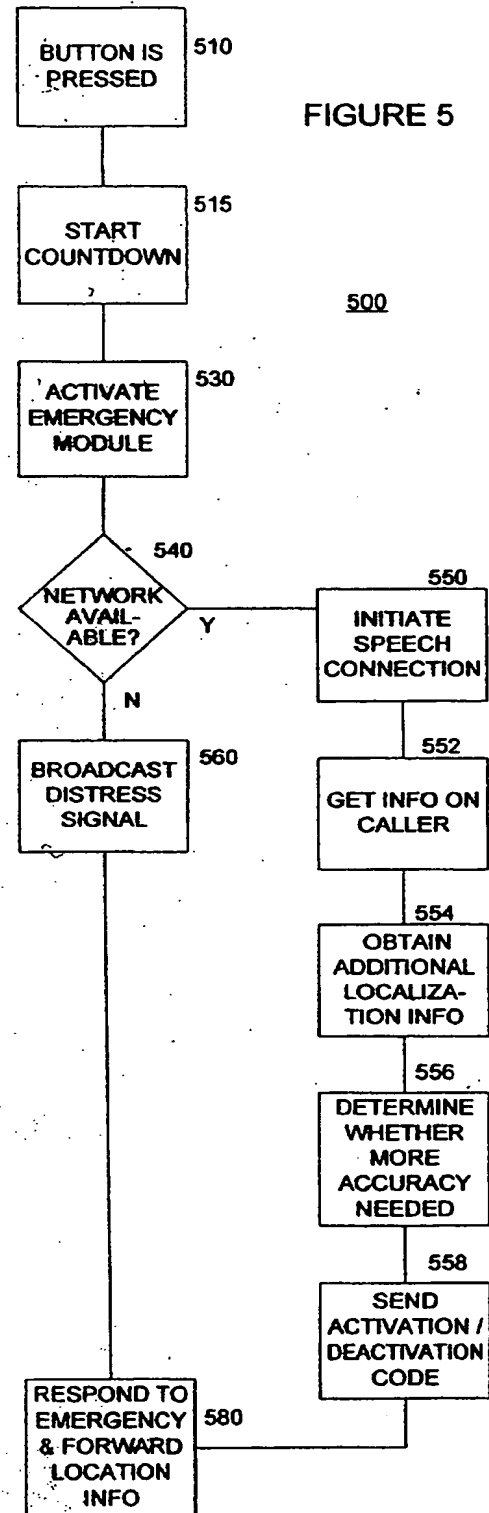 BUTTON IS
PRESSED
510
FIGURE 5
START
COUNTDOWN
515
500
ACTIVATE
EMERGENCY
MODULE
530
540
NETWORK
AVAIL-
ABLE?
Y
N
550
INITIATE
SPEECH
CONNECTION
BROADCAST
DISTRESS
SIGNAL
560
552
GET INFO ON
CALLER
554
OBTAIN
ADDITIONAL
LOCALIZA-
TION INFO
556
DETERMINE
WHETHER
MORE
ACCURACY
NEEDED
558
SEND
ACTIVATION /
DEACTIVATION
CODE
RESPOND TO
EMERGENCY
& FORWARD
LOCATION
INFO
580